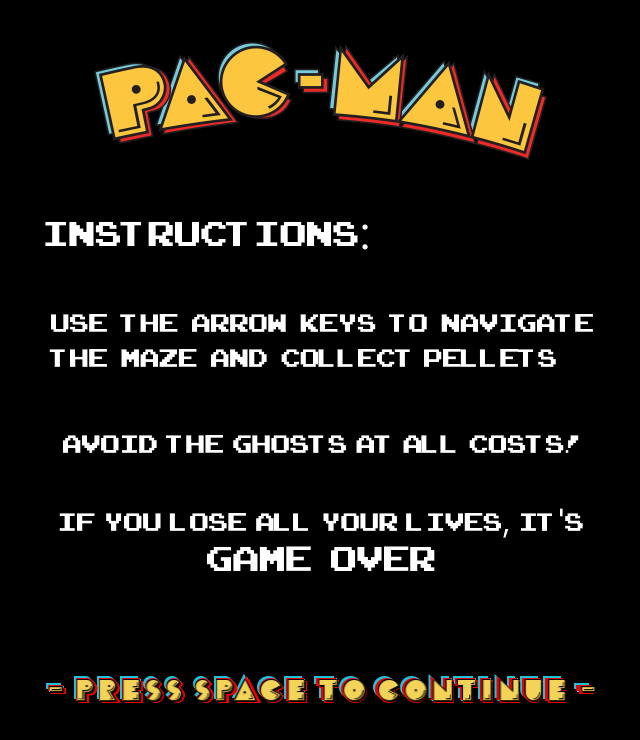 PAC-MAN
INSTRUCTIONS:
USE THE ARROW KEYS TO NAVIGATE
THE MAZE AND COLLECT PELLETS
AVOID THE GHOSTS AT ALL COSTS!
IF YOU LOSE ALL YOUR LIVES, IT'S
GAME OVER
- PRESS SPACE TO CONTINUE -